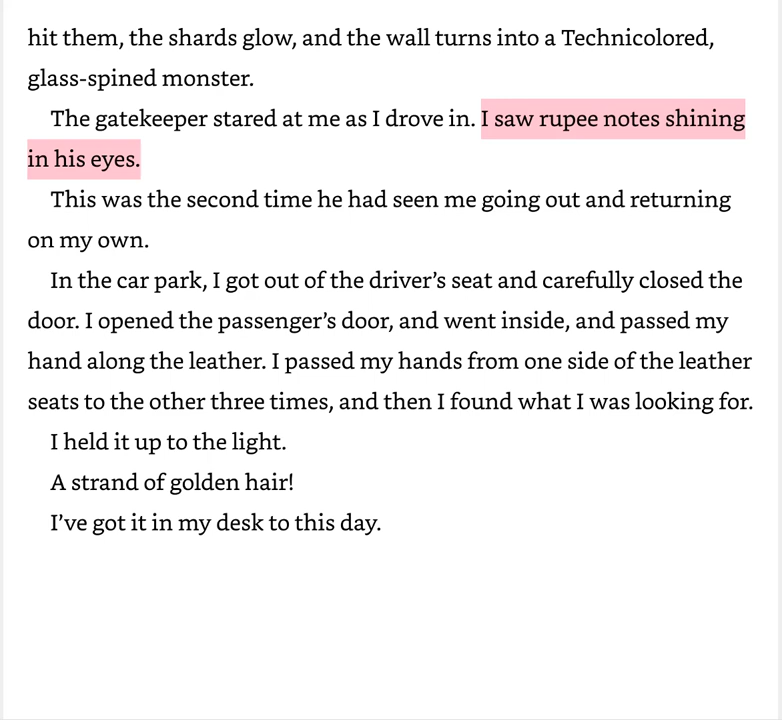 hit them, the shards glow, and the wall turns into a Technicolored,
glass-spined monster.
The gatekeeper stared at me as I drove in. I saw rupee notes shining
in his eyes.
This was the second time he had seen me going out and returning
on my own.
In the car park, I got out of the driver’s seat and carefully closed the
door. I opened the passenger’s door, and went inside, and passed my
hand along the leather. I passed my hands from one side of the leather
seats to the other three times, and then I found what I was looking for.
I held it up to the light.
A strand of golden hair!
I’ve got it in my desk to this day.